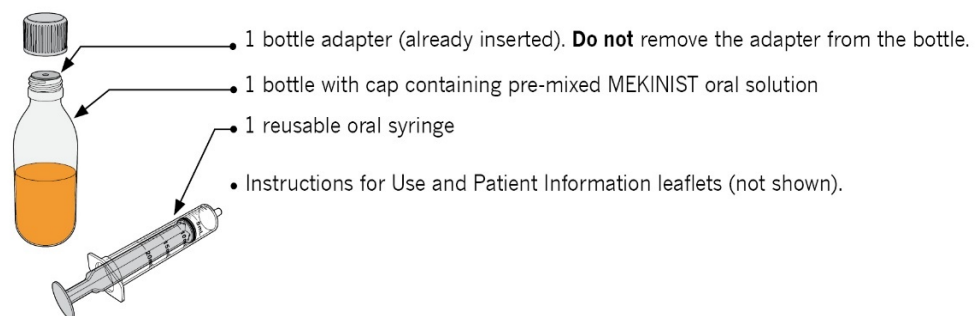 1 bottle adapter (already inserted). Do not remove the adapter from the bottle.
1 bottle with cap containing pre-mixed MEKINIST oral solution
1 reusable oral syringe
Instructions for Use and Patient Information leaflets (not shown).